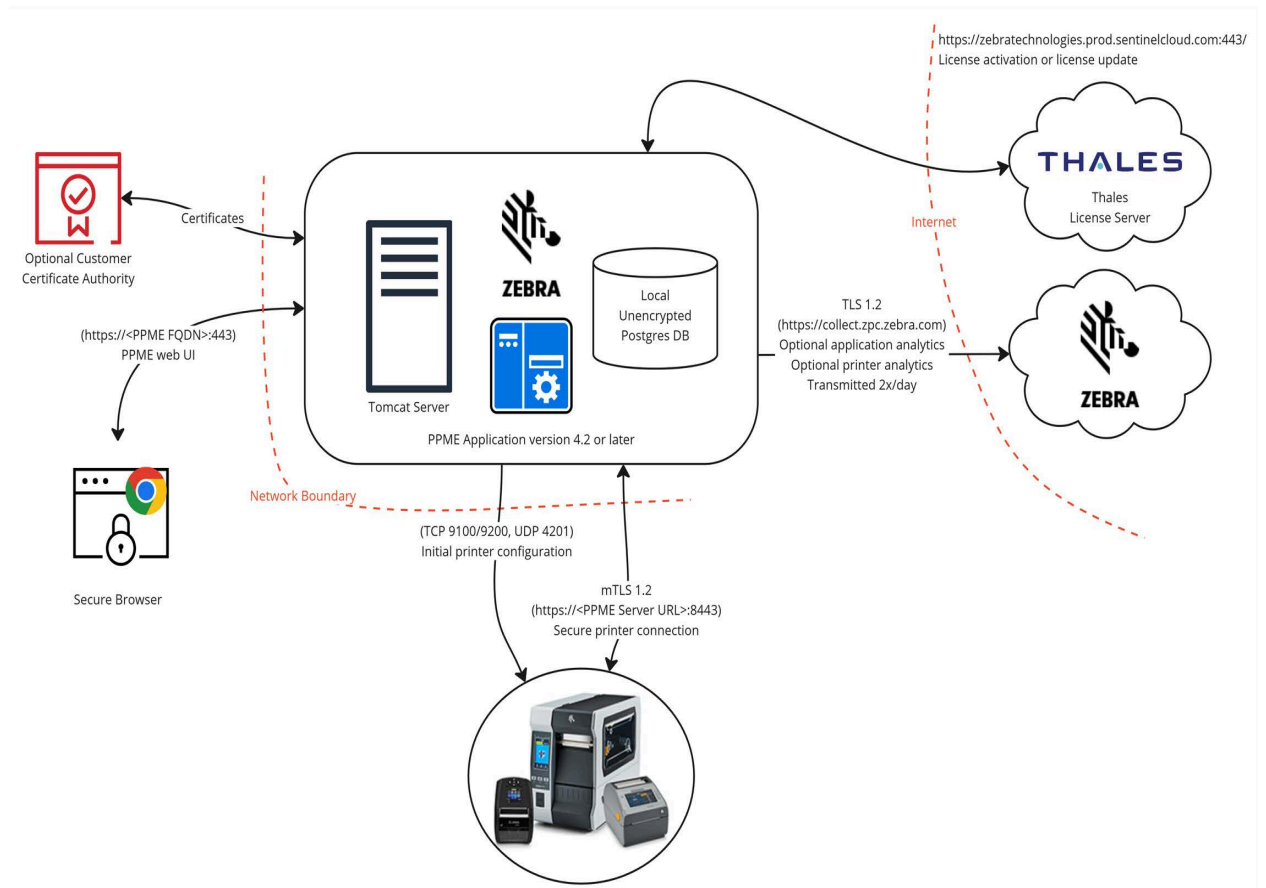 https://zebratechnologies.prod.sentinelcloud.com:443/
License activation or license update
THALES
Thales
License Server
Internet
Certificates
Optional Customer
Certificate Authority
ZEBRA
Local
Unencrypted
Postgres DB
Tomcat Server
PPME Application version 4.2 or later
(https://<PPME FQDN>:443)
PPME web UI
TLS 1.2
(https://collect.zpc.zebra.com)
Optional application analytics
Optional printer analytics
Transmitted 2x/day
ZEBRA
Network Boundary
Secure Browser
(TCP 9100/9200, UDP 4201)
Initial printer configuration
mTLS 1.2
(https://<PPME Server URL>:8443)
Secure printer connection